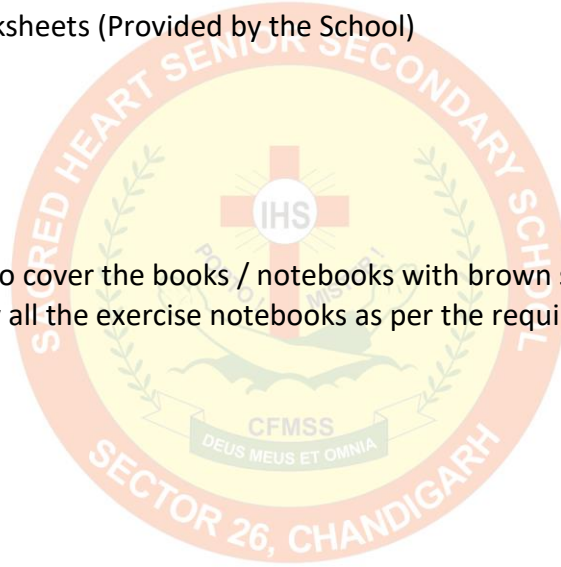 ksheets (Provided by the School)
SACRED HEART SENIOR SECONDARY SCHOOL
IHS
o cover the books / notebooks with brown s
all the exercise notebooks as per the requi
CFMSS
DEUS MEUS ET OMNIA
SECTOR 26, CHANDIGARH